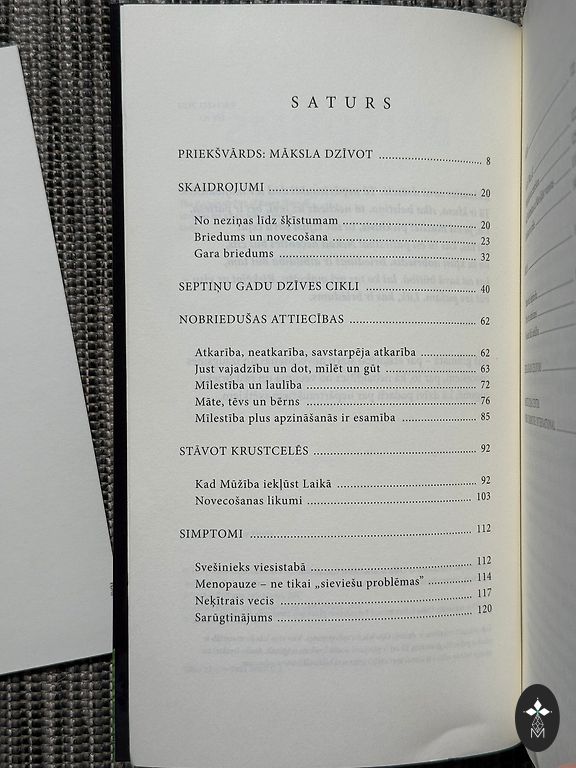 SATURS
PRIEKŠVĀRDS: MĀKSLA DZĪVOT 8
SKAIDROJUMI 20
No neziņas līdz šķīstumam 20
Briedums un novecošana 23
Gara briedums 32
SEPTIŅU GADU DZĪVES CIKLI 40
NOBRIEDUŠAS ATTIECĪBAS 62
Atkarība, neatkarība, savstarpēja atkarība 62
Just vajadzību un dot, mīlēt un gūt 63
Mīlestība un laulība 72
Māte, tēvs un bērns 76
Mīlestība plus apzināšanās ir esamība 85
STĀVOT KRUSTCELĒS 92
Kad Mūžība iekļūst Laikā 92
Novecošanas likumi 103
SIMPTOMI 112
Svešinieks viesistabā 112
Menopauze – ne tikai „sieviešu problēmas” 114
Neķītrais vecis 117
Sarūgtinājums 120